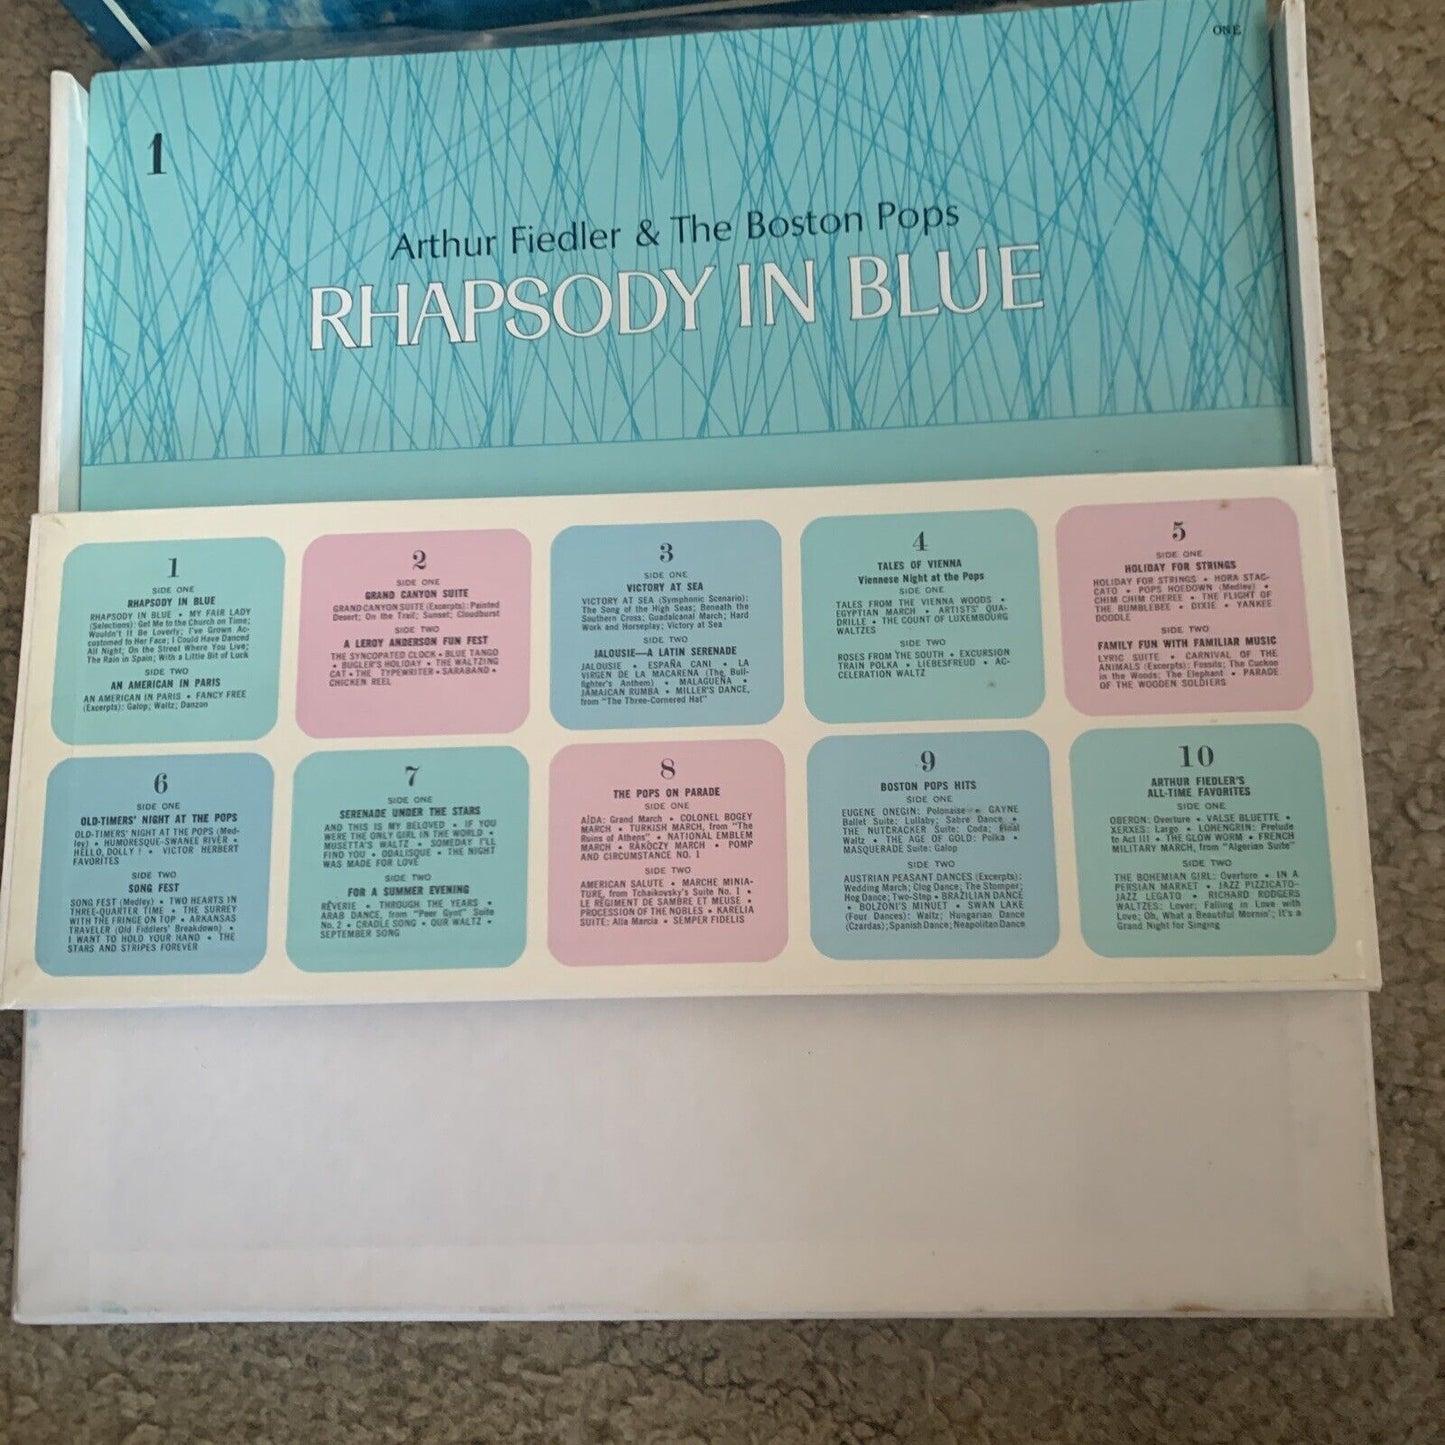 ONE
1
Arthur Fiedler & The Boston Pops
RHAPSODY IN BLUE
1
SIDE ONE
RHAPSODY IN BLUE
RHAPSODY IN BLUE • MY FAIR LADY
(Selections): Get Me to the Church on Time;
Wouldn't It Be Loverly; I've Grown Ac-
customed to Her Face; I Could Have Danced
All Night; On the Street Where You Live;
The Rain in Spain; With a Little Bit of Luck
SIDE TWO
AN AMERICAN IN PARIS
AN AMERICAN IN PARIS • FANCY FREE
(Excerpts): Galop; Waltz; Danzon
2
SIDE ONE
GRAND CANYON SUITE
GRAND CANYON SUITE (Excerpts): Painted
Desert; On the Trail; Sunset; Cloudburst
SIDE TWO
A LEROY ANDERSON FUN FEST
THE SYNCOPATED CLOCK • BLUE TANGO
• BUGLER'S HOLIDAY • THE WALTZING
CAT • THE TYPEWRITER • SARABAND •
CHICKEN REEL
3
SIDE ONE
VICTORY AT SEA
VICTORY AT SEA (Symphonic Scenario):
The Song of the High Seas; Beneath the
Southern Cross; Guadalcanal March; Hard
Work and Horseplay; Victory at Sea
SIDE TWO
JALOUSIE—A LATIN SERENADE
JALOUSIE • ESPAÑA CANI • LA
VIRGEN DE LA MACARENA (The Bull-
fighter's Anthem) • MALAGUEÑA •
JAMAICAN RUMBA • MILLER'S DANCE,
from "The Three-Cornered Hat"
4
TALES OF VIENNA
Viennese Night at the Pops
SIDE ONE
TALES FROM THE VIENNA WOODS •
EGYPTIAN MARCH • ARTISTS' QUA-
DRILLE • THE COUNT OF LUXEMBOURG
WALTZES
SIDE TWO
ROSES FROM THE SOUTH • EXCURSION
TRAIN POLKA • LIEBESFREUD • AC-
CELERATION WALTZ
5
SIDE ONE
HOLIDAY FOR STRINGS
HOLIDAY FOR STRINGS • HORA STAC-
CATO • POPS HOEDOWN (Medley) •
CHIM CHIM CHEREE • THE FLIGHT OF
THE BUMBLEBEE • DIXIE • YANKEE
DOODLE
SIDE TWO
FAMILY FUN WITH FAMILIAR MUSIC
LYRIC SUITE • CARNIVAL OF THE
ANIMALS (Excerpts): Fossils; The Cuckoo
in the Woods; The Elephant • PARADE
OF THE WOODEN SOLDIERS
6
SIDE ONE
OLD-TIMERS' NIGHT AT THE POPS
OLD-TIMERS' NIGHT AT THE POPS (Med-
ley) • HUMORESQUE-SWANEE RIVER •
HELLO, DOLLY ! • VICTOR HERBERT
FAVORITES
SIDE TWO
SONG FEST
SONG FEST (Medley) • TWO HEARTS IN
THREE-QUARTER TIME • THE SURREY
WITH THE FRINGE ON TOP • ARKANSAS
TRAVELER (Old Fiddlers' Breakdown) •
I WANT TO HOLD YOUR HAND • THE
STARS AND STRIPES FOREVER
7
SIDE ONE
SERENADE UNDER THE STARS
AND THIS IS MY BELOVED • IF YOU
WERE THE ONLY GIRL IN THE WORLD •
MUSETTA'S WALTZ • SOMEDAY I'LL
FIND YOU • ODALISQUE • THE NIGHT
WAS MADE FOR LOVE
SIDE TWO
FOR A SUMMER EVENING
RÊVERIE • THROUGH THE YEARS •
ARAB DANCE, from "Peer Gynt" Suite
No. 2 • CRADLE SONG • OUR WALTZ •
SEPTEMBER SONG
8
THE POPS ON PARADE
SIDE ONE
AÏDA: Grand March • COLONEL BOGEY
MARCH • TURKISH MARCH, from "The
Ruins of Athens" • NATIONAL EMBLEM
MARCH • RÁKÓCZY MARCH • POMP
AND CIRCUMSTANCE NO. 1
SIDE TWO
AMERICAN SALUTE • MARCHE MINIA-
TURE, from Tchaikovsky's Suite No. 1 •
LE RÉGIMENT DE SAMBRE ET MEUSE •
PROCESSION OF THE NOBLES • KARELIA
SUITE: Alla Marcia • SEMPER FIDELIS
9
BOSTON POPS HITS
SIDE ONE
EUGENE ONEGIN: Polonaise • GAYNE
Ballet Suite: Lullaby; Sabre Dance •
THE NUTCRACKER Suite: Coda; Final
Waltz • THE AGE OF GOLD: Polka •
MASQUERADE Suite: Galop
SIDE TWO
AUSTRIAN PEASANT DANCES (Excerpts):
Wedding March; Clog Dance; The Stomper;
Hog Dance; Two-Step • BRAZILIAN DANCE
• BOLZONI'S MINUET • SWAN LAKE
(Four Dances): Waltz; Hungarian Dance
(Czardas); Spanish Dance; Neapolitan Dance
10
ARTHUR FIEDLER'S
ALL-TIME FAVORITES
SIDE ONE
OBERON: Overture • VALSE BLUETTE •
XERXES: Largo • LOHENGRIN: Prelude
to Act III • THE GLOW WORM • FRENCH
MILITARY MARCH, from "Algerian Suite"
SIDE TWO
THE BOHEMIAN GIRL: Overture • IN A
PERSIAN MARKET • JAZZ PIZZICATO-
JAZZ LEGATO • RICHARD RODGERS
WALTZES: Lover; Falling in Love with
Love; Oh, What a Beautiful Mornin'; It's a
Grand Night for Singing